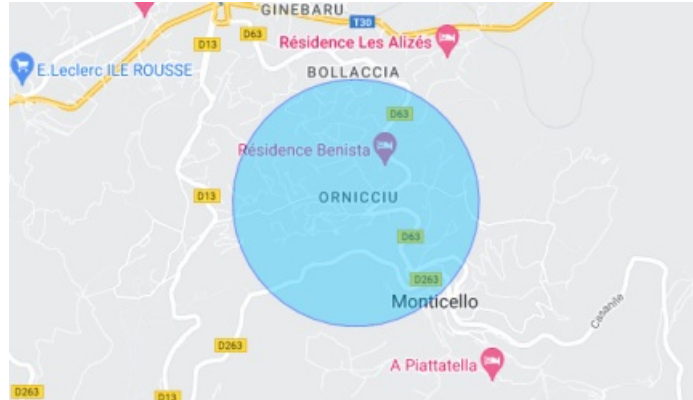 GINEBARU
T30
D63
D13
Résidence Les Alizés
E.Leclerc ILE ROUSSE
BOLLACCIA
D63
Résidence Benista
D13
ORNICCIU
D63
D263
Monticello
Casanile
D263
A Piattatella
D263
D13